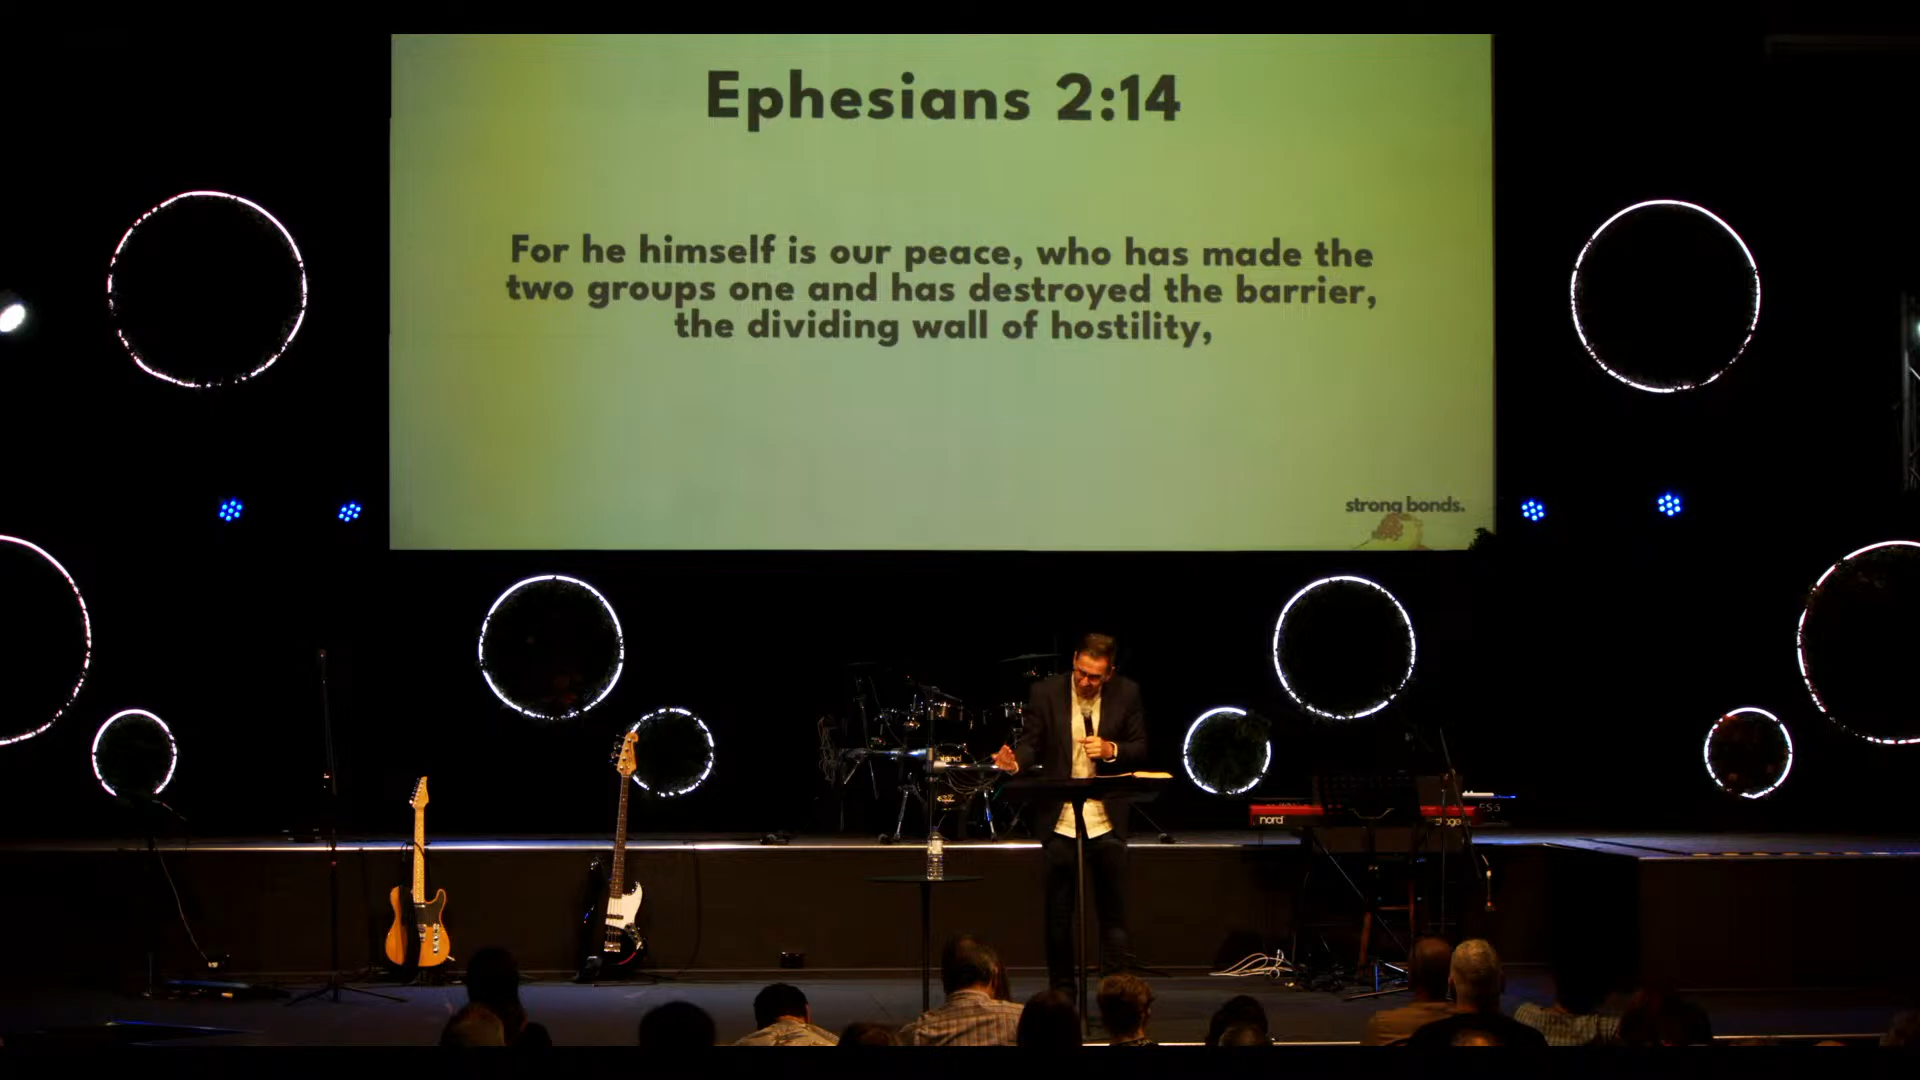 Ephesians 2:14
For he himself is our peace, who has made the
two groups one and has destroyed the barrier,
the dividing wall of hostility,
strong bonds.
nord